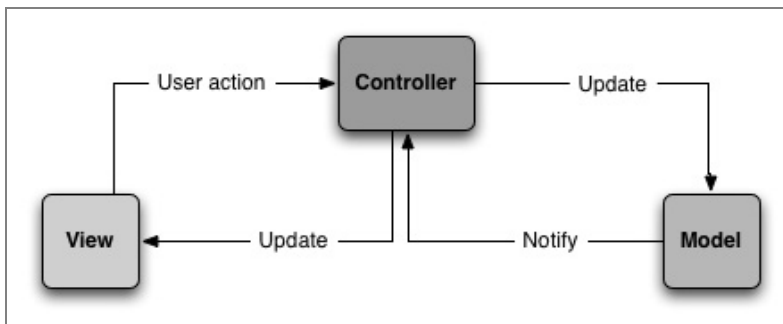 User action
Controller
Update
View
Update
Notify
Model